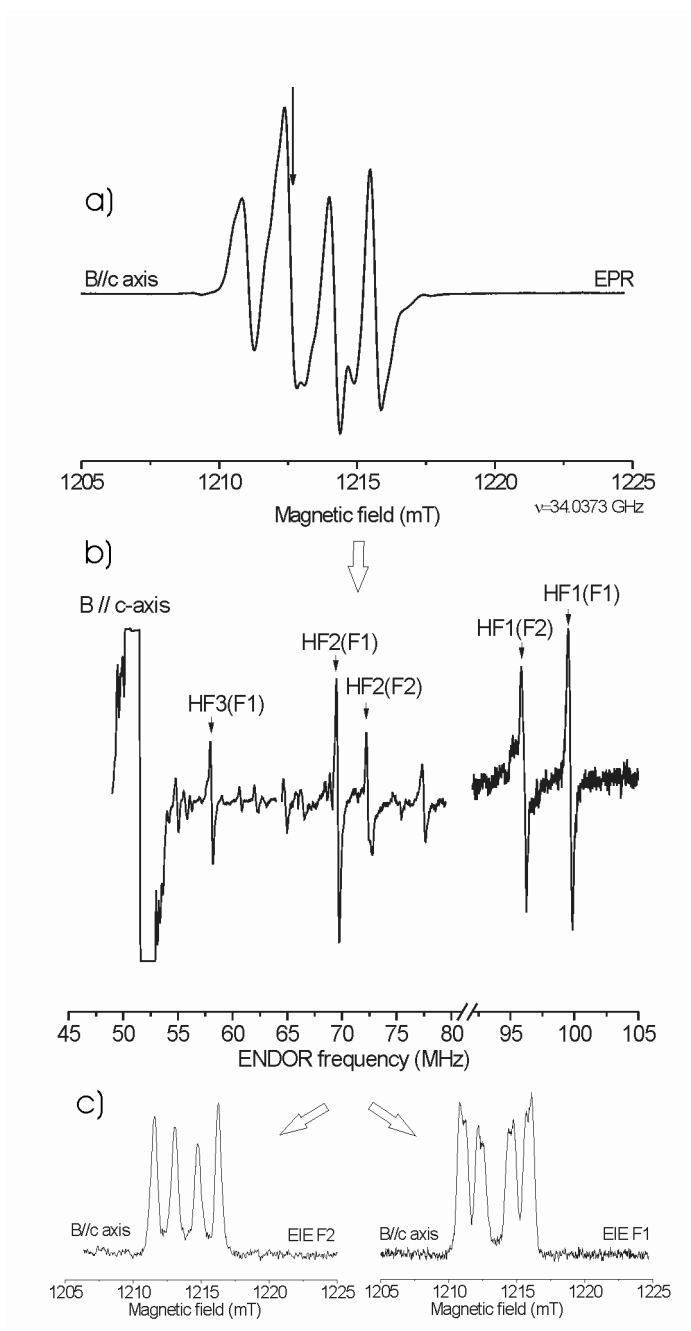 a)
B//c axis
EPR
1205 1210 1215 1220 1225
Magnetic field (mT)
ν=34.0373 GHz
b)
B // c-axis
HF1(F1)
HF1(F2)
HF2(F1)
HF2(F2)
HF3(F1)
45 50 55 60 65 70 75 80 95 100 105
ENDOR frequency (MHz)
c)
B//c axis
EIE F2
B//c axis
EIE F1
1205 1210 1215 1220 1225
1205 1210 1215 1220 1225
Magnetic field (mT)
Magnetic field (mT)